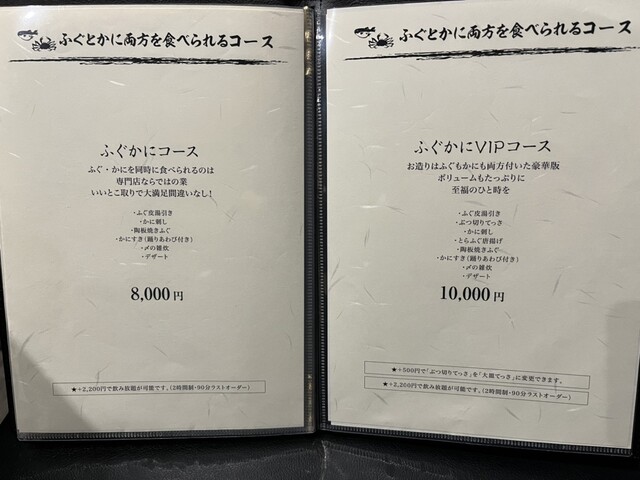 ふぐとかに両方を食べられるコース
ふぐかにコース
ふぐ・かにを同時に食べられるのは
専門店ならではの業
いいとこ取りで大満足間違いなし!
・ふぐ皮湯引き
・かに刺し
・陶板焼きふぐ
・かにすき(踊りあわび付き)
・〆の雑炊
・デザート
8,000円
★+2,200円で飲み放題が可能です。(2時間制・90分ラストオーダー)
ふぐとかに両方を食べられるコース
ふぐかにVIPコース
お造りはふぐもかにも両方付いた豪華版
ボリュームもたっぷりに
至福のひと時を
・ふぐ皮湯引き
・ぶつ切りてっさ
・かに刺し
・とらふぐ唐揚げ
・陶板焼きふぐ
・かにすき(踊りあわび付き)
・〆の雑炊
・デザート
10,000円
★+500円で「ぶつ切りてっさ」を「大皿てっさ」に変更できます。
★+2,200円で飲み放題が可能です。(2時間制・90分ラストオーダー)